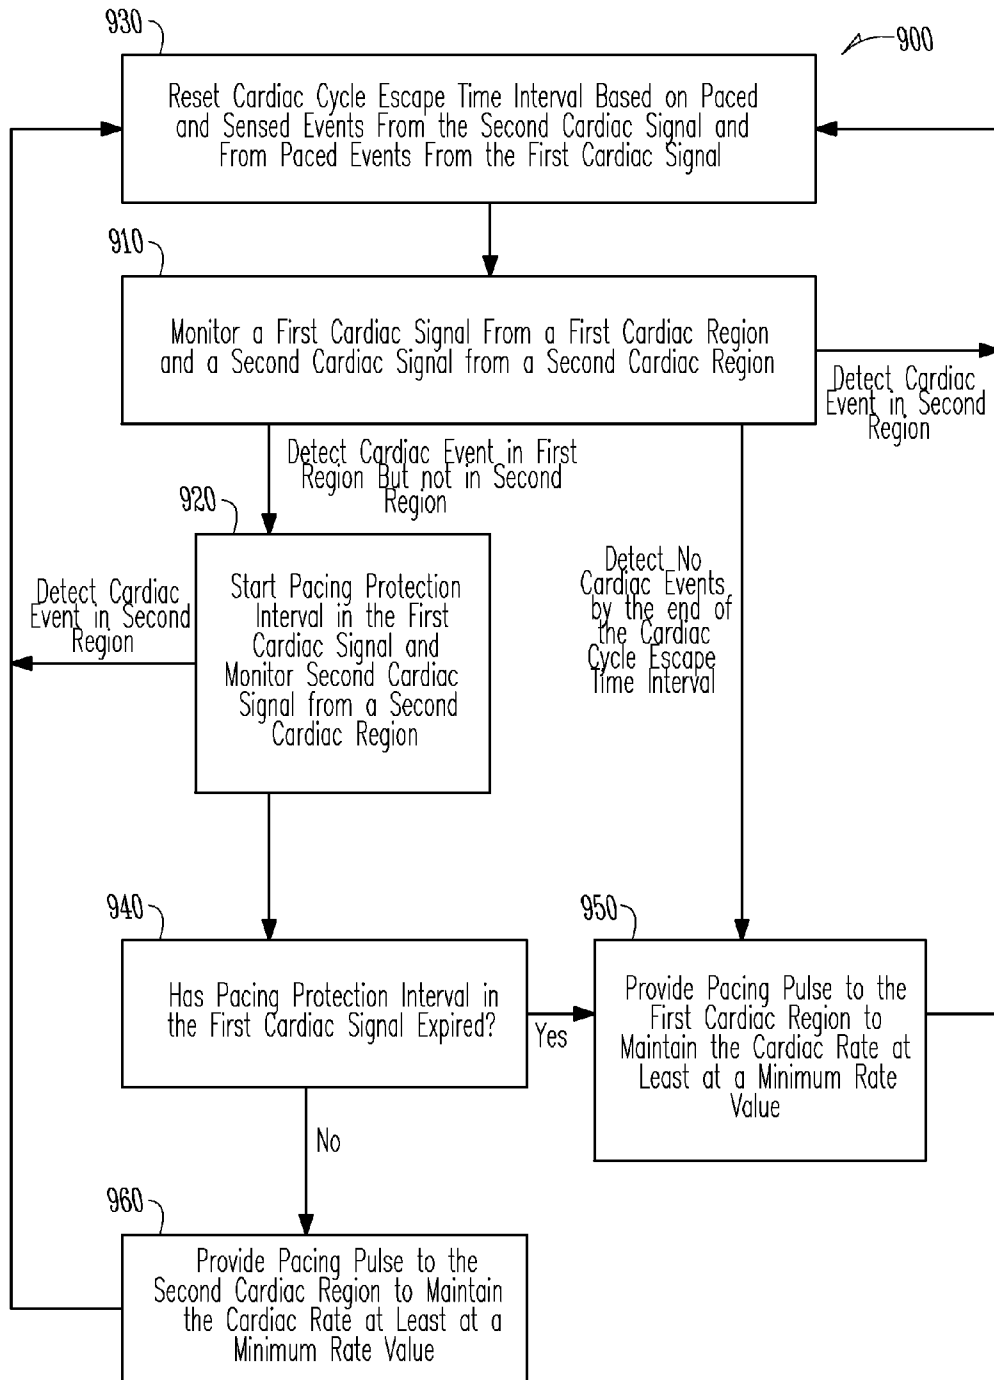 930
900
Reset Cardiac Cycle Escape Time Interval Based on Paced
and Sensed Events From the Second Cardiac Signal and
From Paced Events From the First Cardiac Signal
910
Monitor a First Cardiac Signal From a First Cardiac Region
and a Second Cardiac Signal from a Second Cardiac Region
Detect Cardiac
Event in Second
Region
Detect Cardiac Event in First
Region But not in Second
Region
920
Detect Cardiac
Event in Second
Region
Start Pacing Protection
Interval in the First
Cardiac Signal and
Monitor Second Cardiac
Signal from a Second
Cardiac Region
Detect No
Cardiac Events
by the end of
the Cardiac
Cycle Escape
Time Interval
940
Has Pacing Protection Interval in
the First Cardiac Signal Expired?
Yes
950
Provide Pacing Pulse to the
First Cardiac Region to
Maintain the Cardiac Rate at
Least at a Minimum Rate
Value
No
960
Provide Pacing Pulse to the
Second Cardiac Region to Maintain
the Cardiac Rate at Least at a
Minimum Rate Value